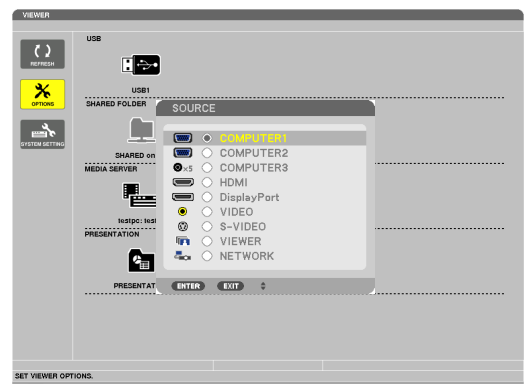 VIEWER
USB
REFRESH
USB1
OPTIONS
SHARED FOLDER
SOURCE
COMPUTER1
COMPUTER2
×5 COMPUTER3
HDMI
DisplayPort
VIDEO
S-VIDEO
VIEWER
NETWORK
ENTER EXIT
SYSTEM SETTING
SHARED on
MEDIA SERVER
testpc: test
PRESENTATION
PRESENTAT
SET VIEWER OPTIONS.